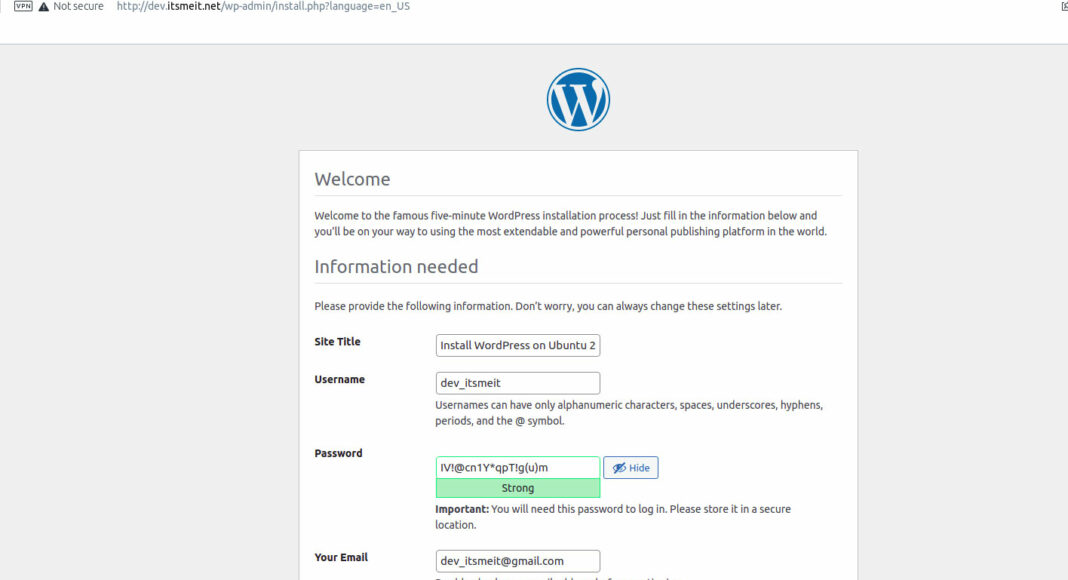 VPN Not secure http://dev.itsmeit.net/wp-admin/install.php?language=en_US
Welcome
Welcome to the famous five-minute WordPress installation process! Just fill in the information below and
you'll be on your way to using the most extendable and powerful personal publishing platform in the world.
Information needed
Please provide the following information. Don't worry, you can always change these settings later.
Site Title Install WordPress on Ubuntu 2
Username dev_itsmeit
Usernames can have only alphanumeric characters, spaces, underscores, hyphens,
periods, and the @ symbol.
Password
IV!@cn1Y*qpT!g(u)m Hide
Strong
Important: You will need this password to log in. Please store it in a secure
location.
Your Email dev_itsmeit@gmail.com